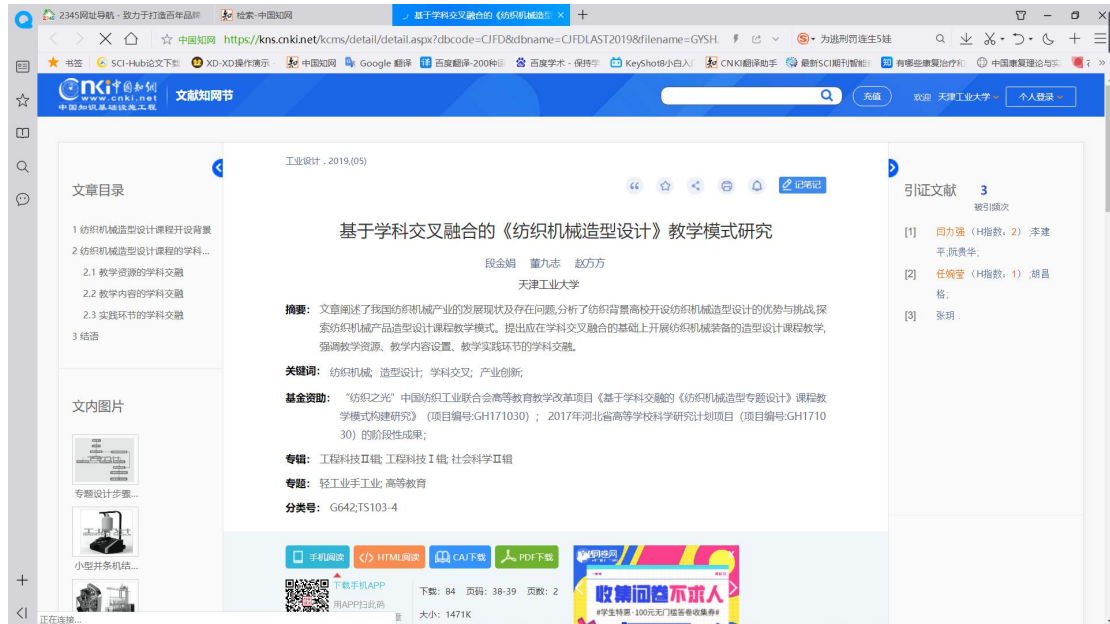 2345网址导航 - 致力于打造百年品牌
检索-中国知网
基于学科交叉融合的《纺织机械造型
中国知网 https://kns.cnki.net/kcms/detail/detail.aspx?dbcode=CJFD&dbname=CJFDLAST2019&filename=GYSH.
为逃刑罚连生5娃
书签 SCI-Hub论文下载 XD-XD操作演示 中国知网 Google 翻译 百度翻译-200种语 百度学术 - 保持学 KeyShot8小白入门 CNKI翻译助手 最新SCI期刊智能 有哪些康复治疗和 中国康复理论与实
中国知网
www.cnki.net
中国知识基础设施工程
文献知网节
充值
欢迎 天津工业大学
个人登录
工业设计 . 2019,(05)
记笔记
文章目录
1 纺织机械造型设计课程开设背景
2 纺织机械造型设计课程的学科...
2.1 教学资源的学科交融
2.2 教学内容的学科交融
2.3 实践环节的学科交融
3 结语
文内图片
专题设计步骤...
小型并条机结...
基于学科交叉融合的《纺织机械造型设计》教学模式研究
段金娟 董九志 赵方方
天津工业大学
摘要: 文章阐述了我国纺织机械产业的发展现状及存在问题,分析了纺织背景高校开设纺织机械造型设计的优势与挑战,探
索纺织机械产品造型设计课程教学模式。提出应在学科交叉融合的基础上开展纺织机械装备的造型设计课程教学,
强调教学资源、教学内容设置、教学实践环节的学科交融。
关键词: 纺织机械; 造型设计; 学科交叉; 产业创新;
基金资助: “纺织之光”中国纺织工业联合会高等教育教学改革项目《基于学科交融的《纺织机械造型专题设计》课程教
学模式构建研究》（项目编号:GH171030）; 2017年河北省高等学校科学研究计划项目（项目编号:GH1710
30）的阶段性成果;
专辑: 工程科技Ⅱ辑; 工程科技Ⅰ辑; 社会科学Ⅱ辑
专题: 轻工业手工业; 高等教育
分类号: G642;TS103-4
手机阅读
HTML阅读
CAJ下载
PDF下载
下载手机APP
用APP扫此码
下载: 84 页码: 38-39 页数: 2
大小: 1471K
收集问卷不求人
#学生特惠·100元无门槛答卷收集券#
引证文献 3
被引频次
[1] 闫力强（H指数: 2）;李建
平;阮贵华;
[2] 任婉莹（H指数: 1）;胡昌
格;
[3] 张玥 .
正在连接...